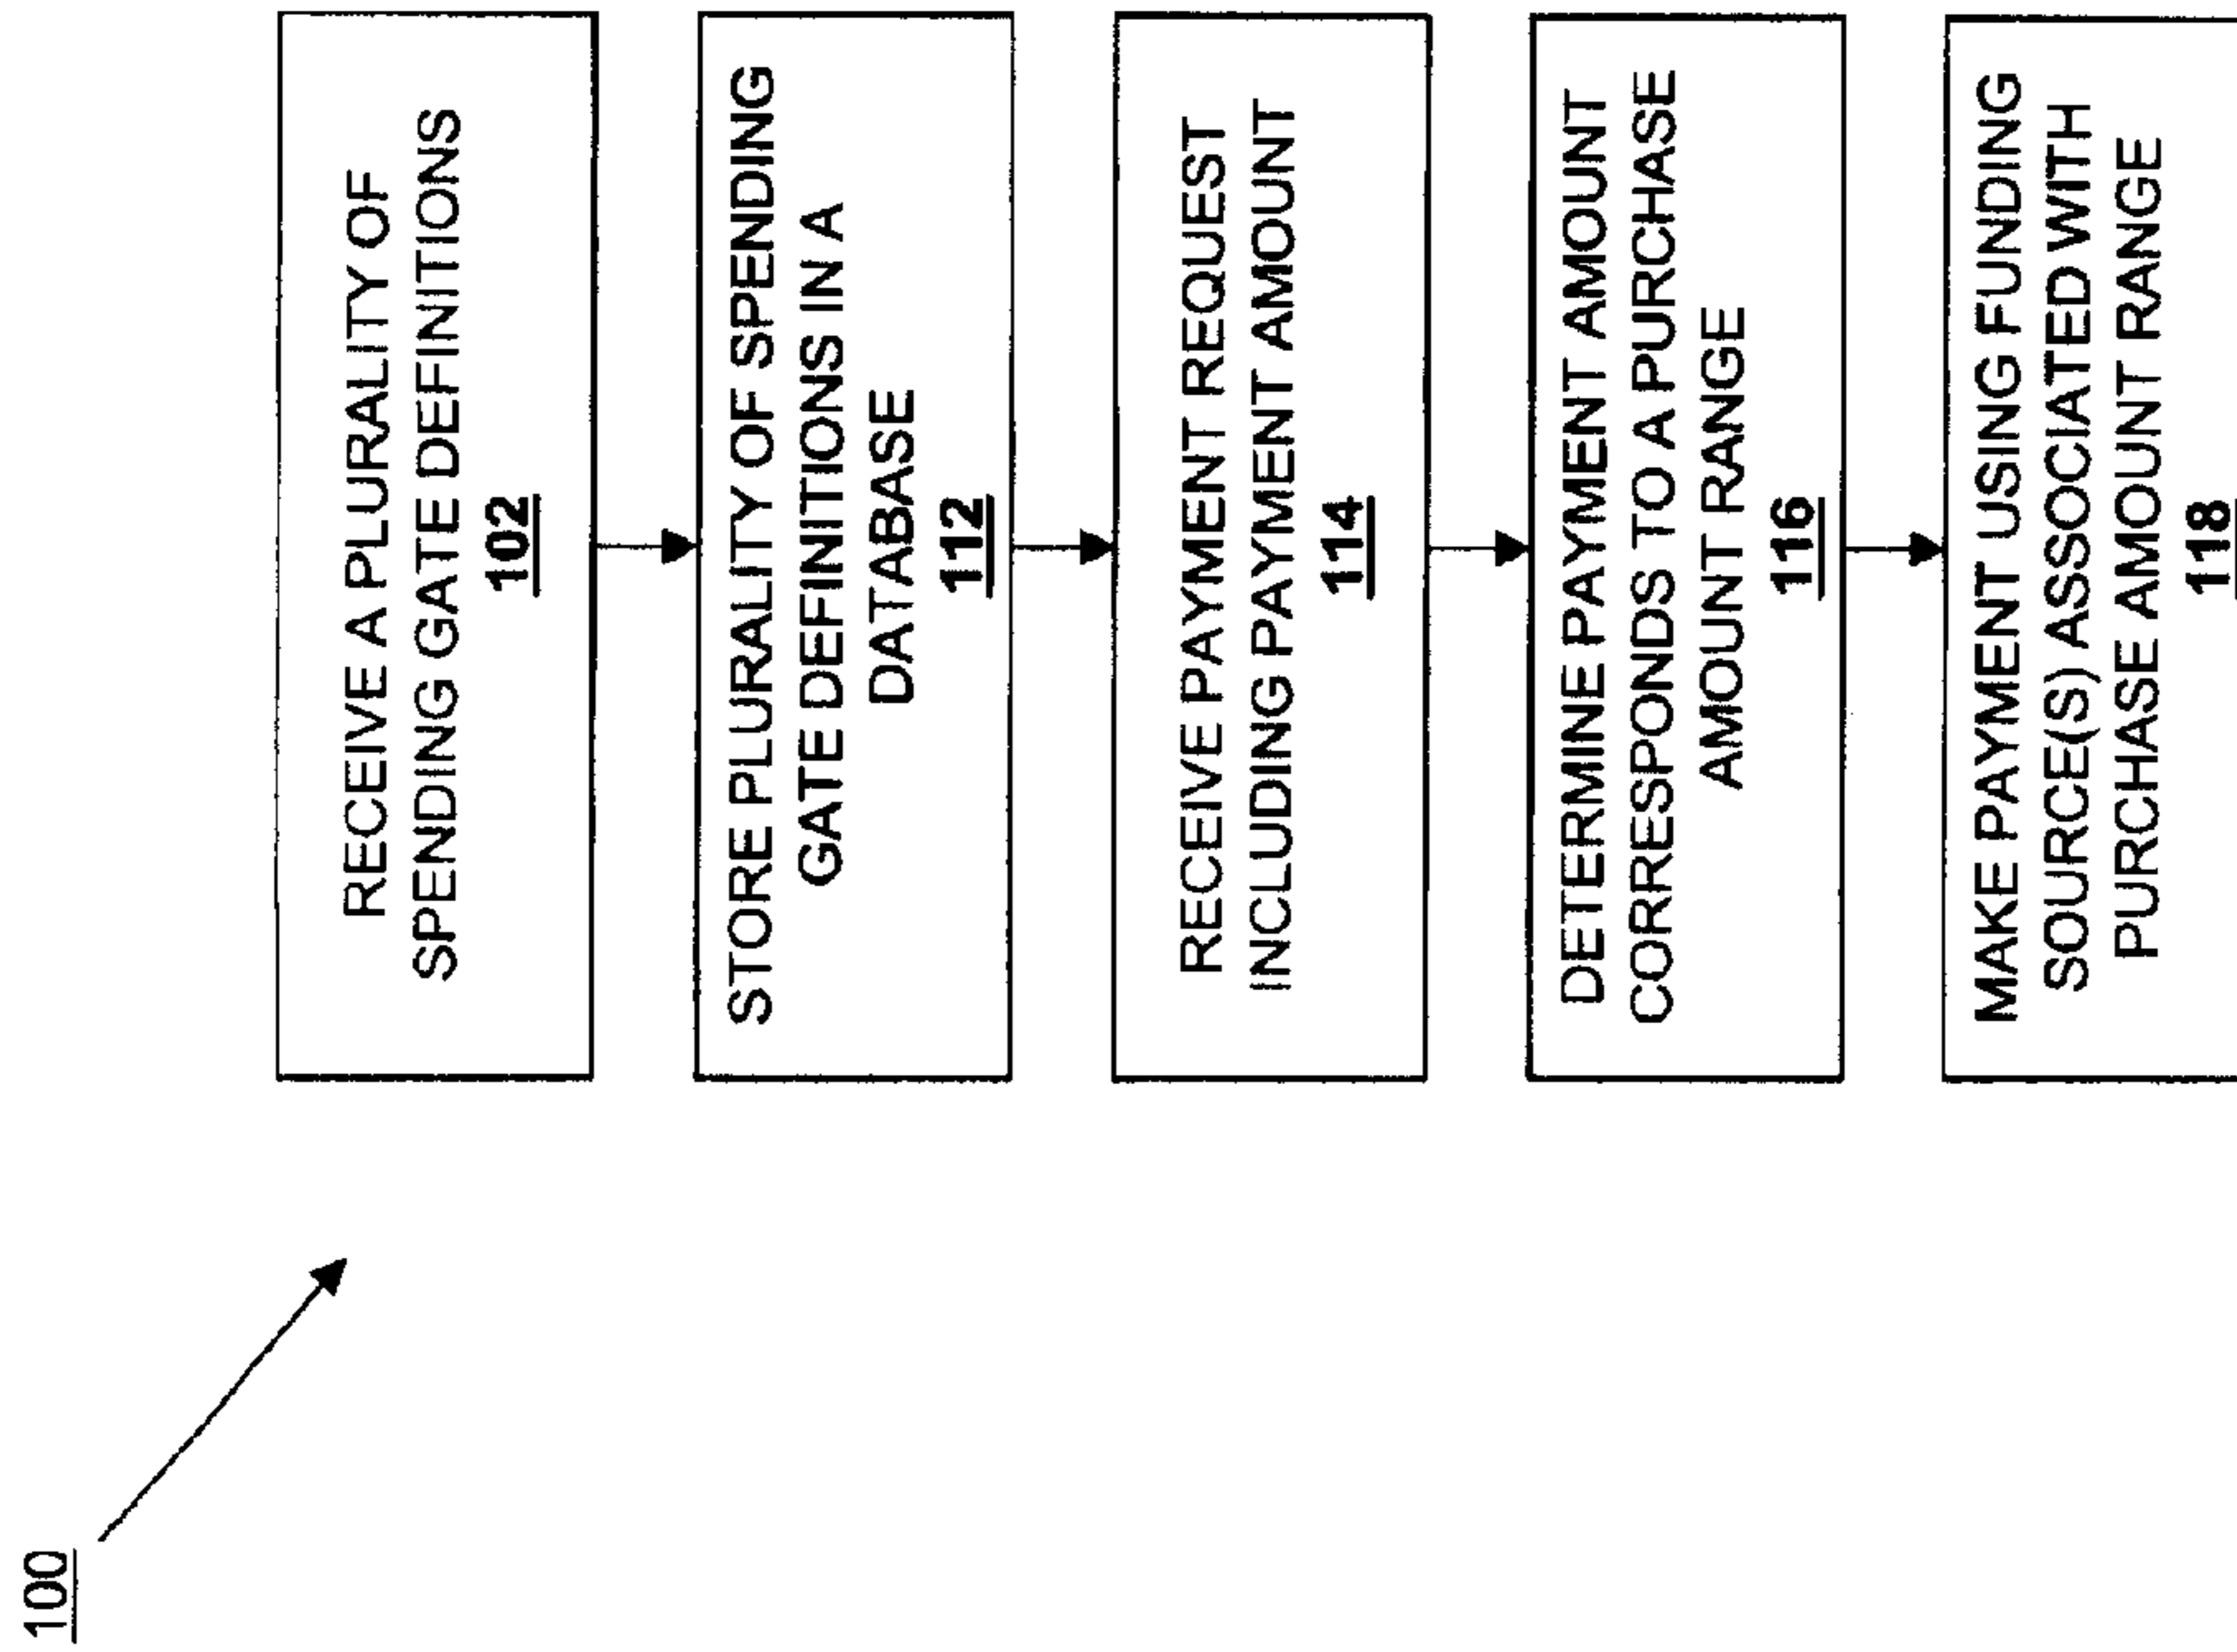 100
RECEIVE A PLURALITY OF
SPENDING GATE DEFINITIONS
102
STORE PLURALITY OF SPENDING
GATE DEFINITIONS IN A
DATABASE
112
RECEIVE PAYMENT REQUEST
INCLUDING PAYMENT AMOUNT
114
DETERMINE PAYMENT AMOUNT
CORRESPONDS TO A PURCHASE
AMOUNT RANGE
116
MAKE PAYMENT USING FUNDING
SOURCE(S) ASSOCIATED WITH
PURCHASE AMOUNT RANGE
118